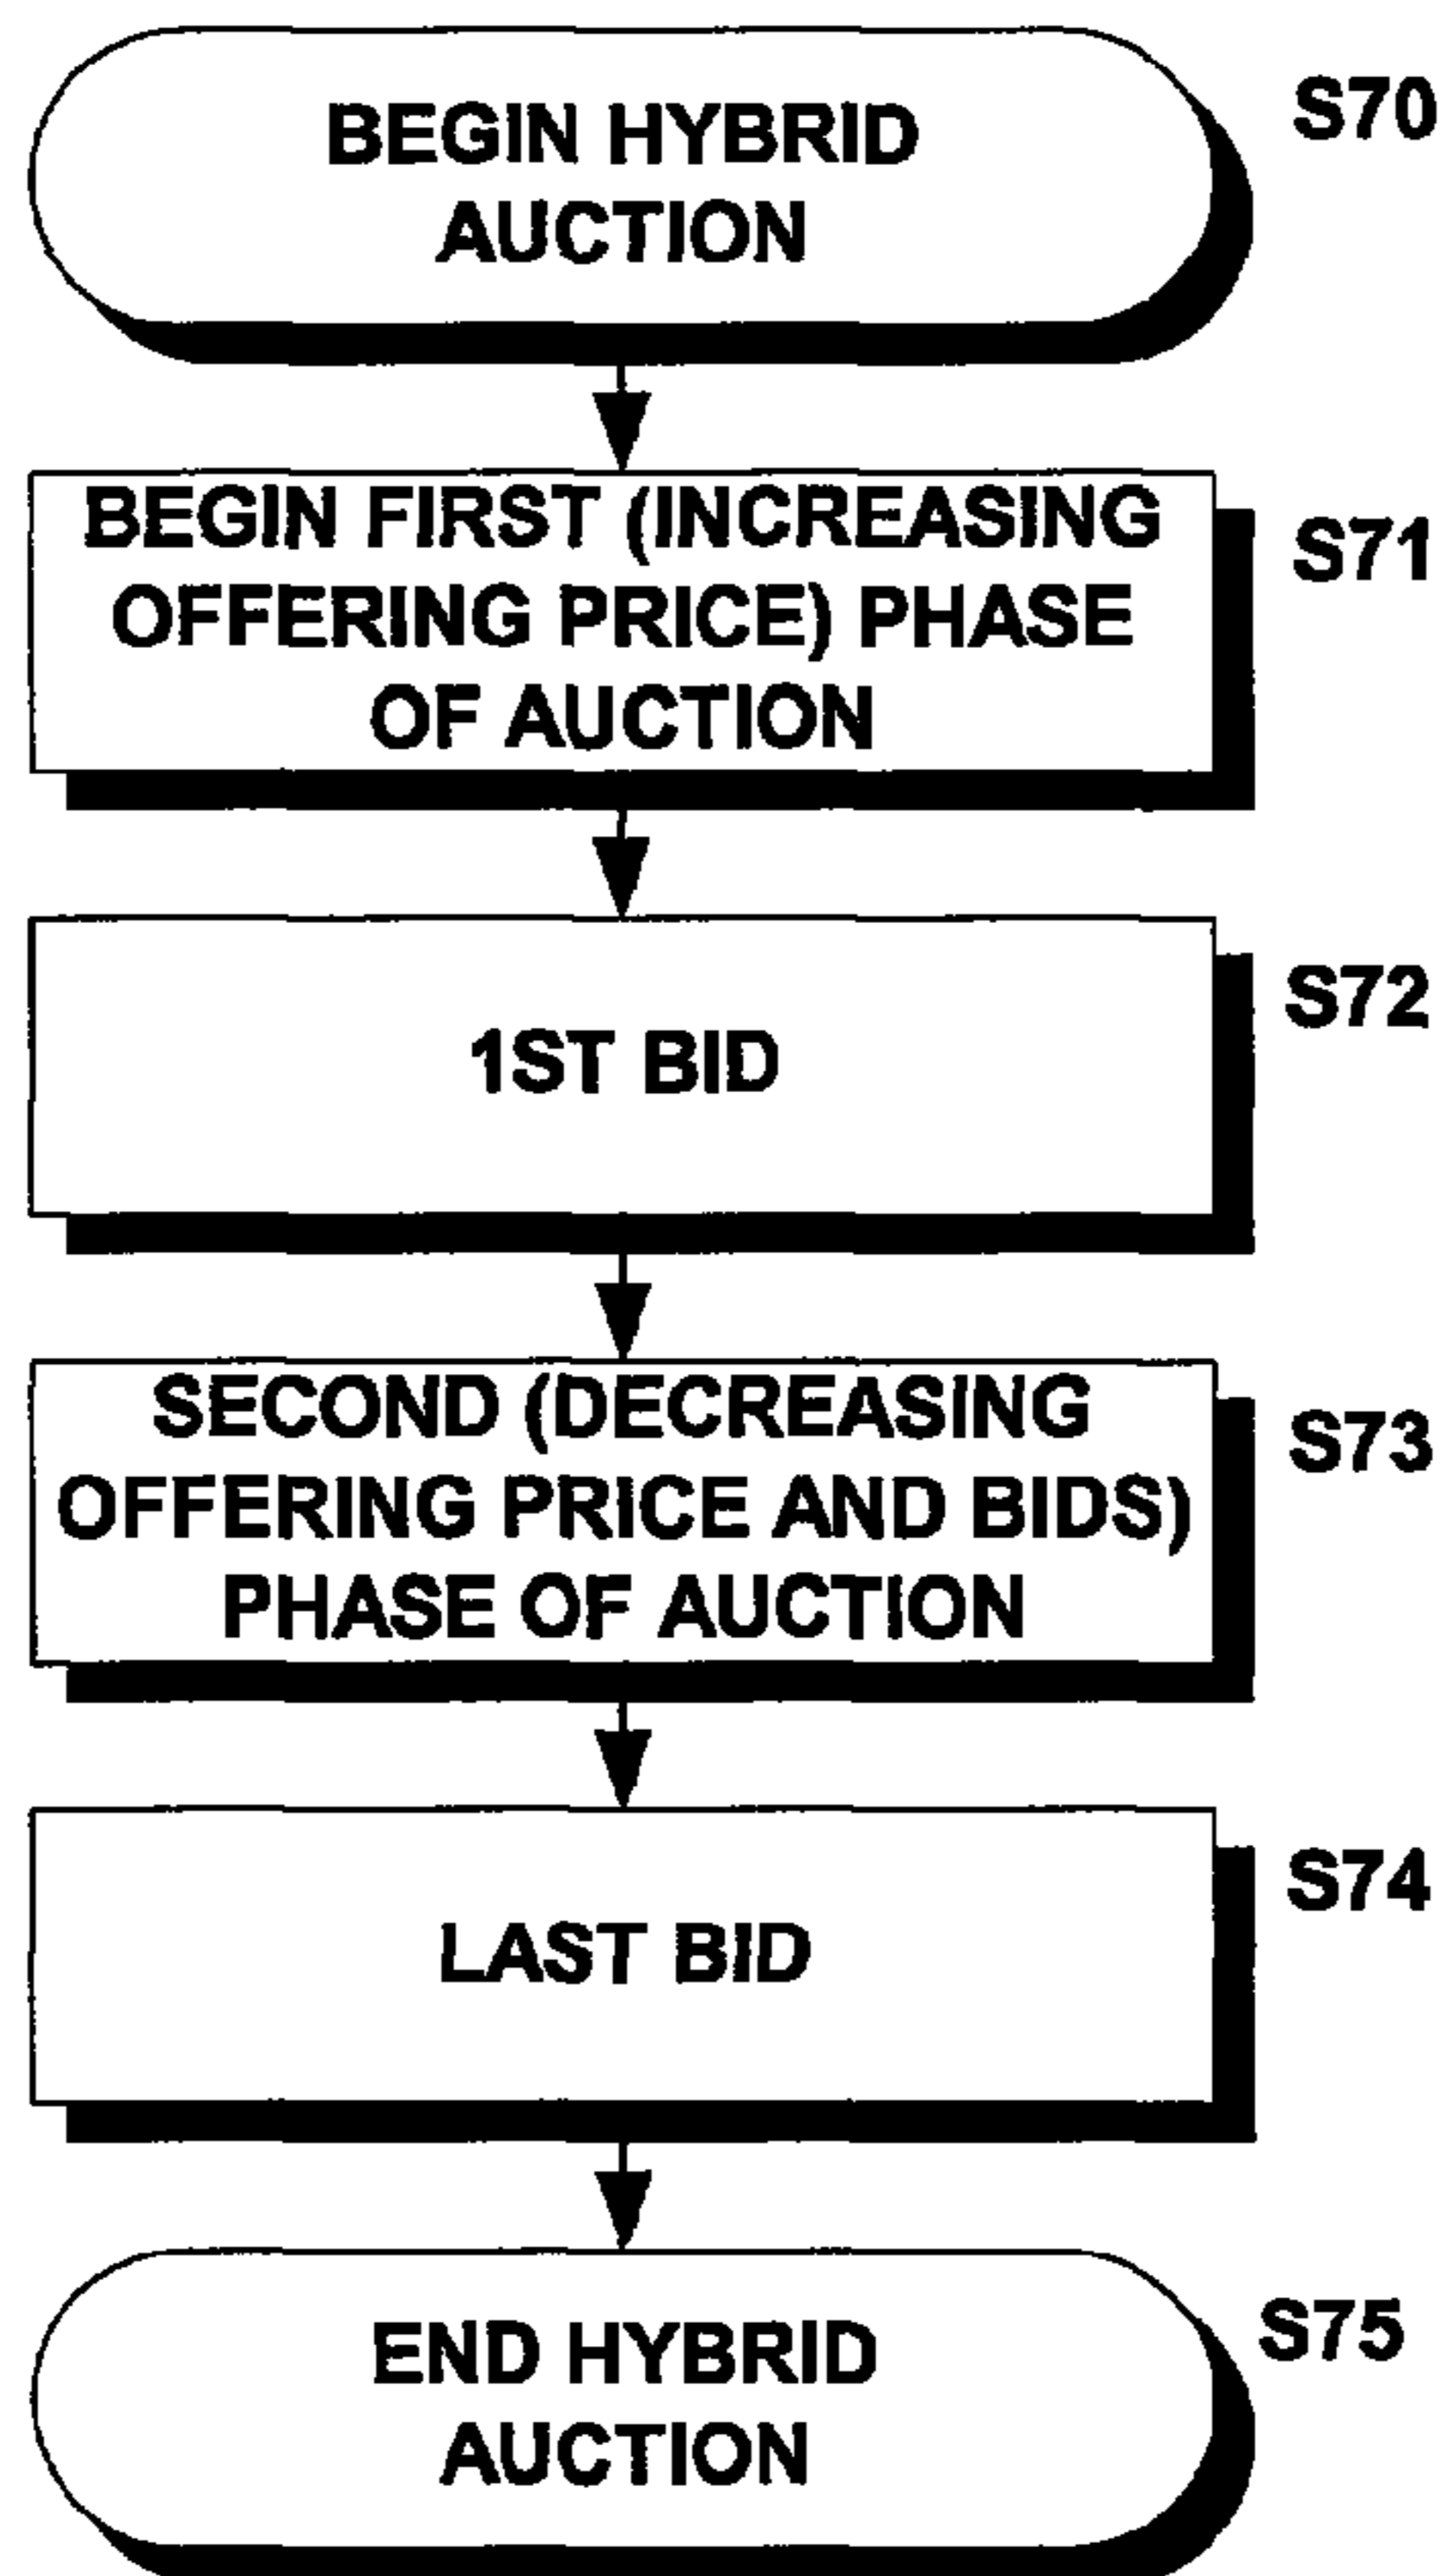 BEGIN HYBRID
AUCTION
S70
BEGIN FIRST (INCREASING
OFFERING PRICE) PHASE
OF AUCTION
S71
1ST BID
S72
SECOND (DECREASING
OFFERING PRICE AND BIDS)
PHASE OF AUCTION
S73
LAST BID
S74
END HYBRID
AUCTION
S75